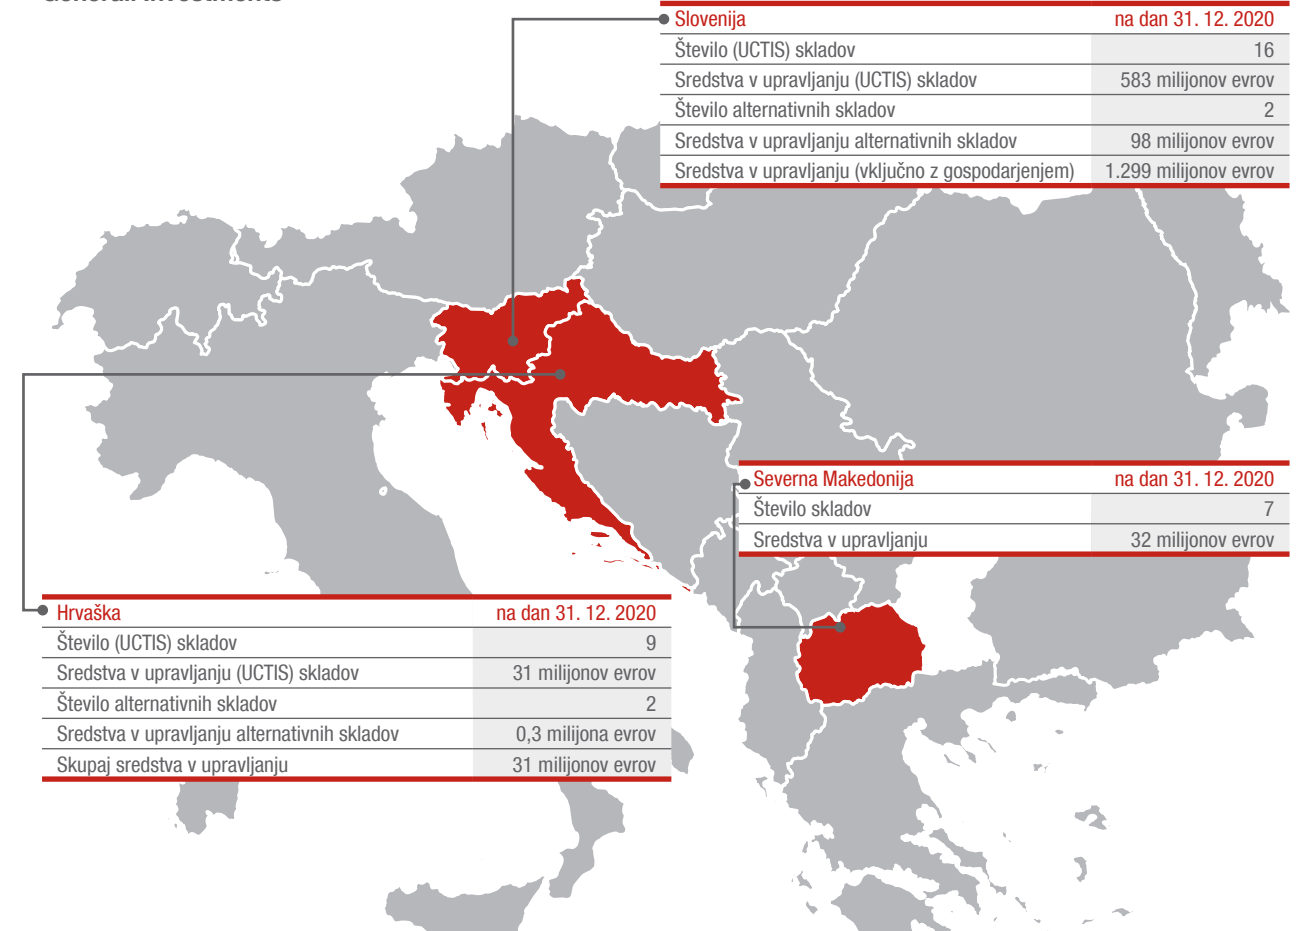 Generali Investments
Slovenija na dan 31. 12. 2020
Število (UCTIS) skladov 16
Sredstva v upravljanju (UCTIS) skladov 583 milijonov evrov
Število alternativnih skladov 2
Sredstva v upravljanju alternativnih skladov 98 milijonov evrov
Sredstva v upravljanju (vključno z gospodarjenjem) 1.299 milijonov evrov
Severna Makedonija na dan 31. 12. 2020
Število skladov 7
Sredstva v upravljanju 32 milijonov evrov
Hrvaška na dan 31. 12. 2020
Število (UCTIS) skladov 9
Sredstva v upravljanju (UCTIS) skladov 31 milijonov evrov
Število alternativnih skladov 2
Sredstva v upravljanju alternativnih skladov 0,3 milijona evrov
Skupaj sredstva v upravljanju 31 milijonov evrov